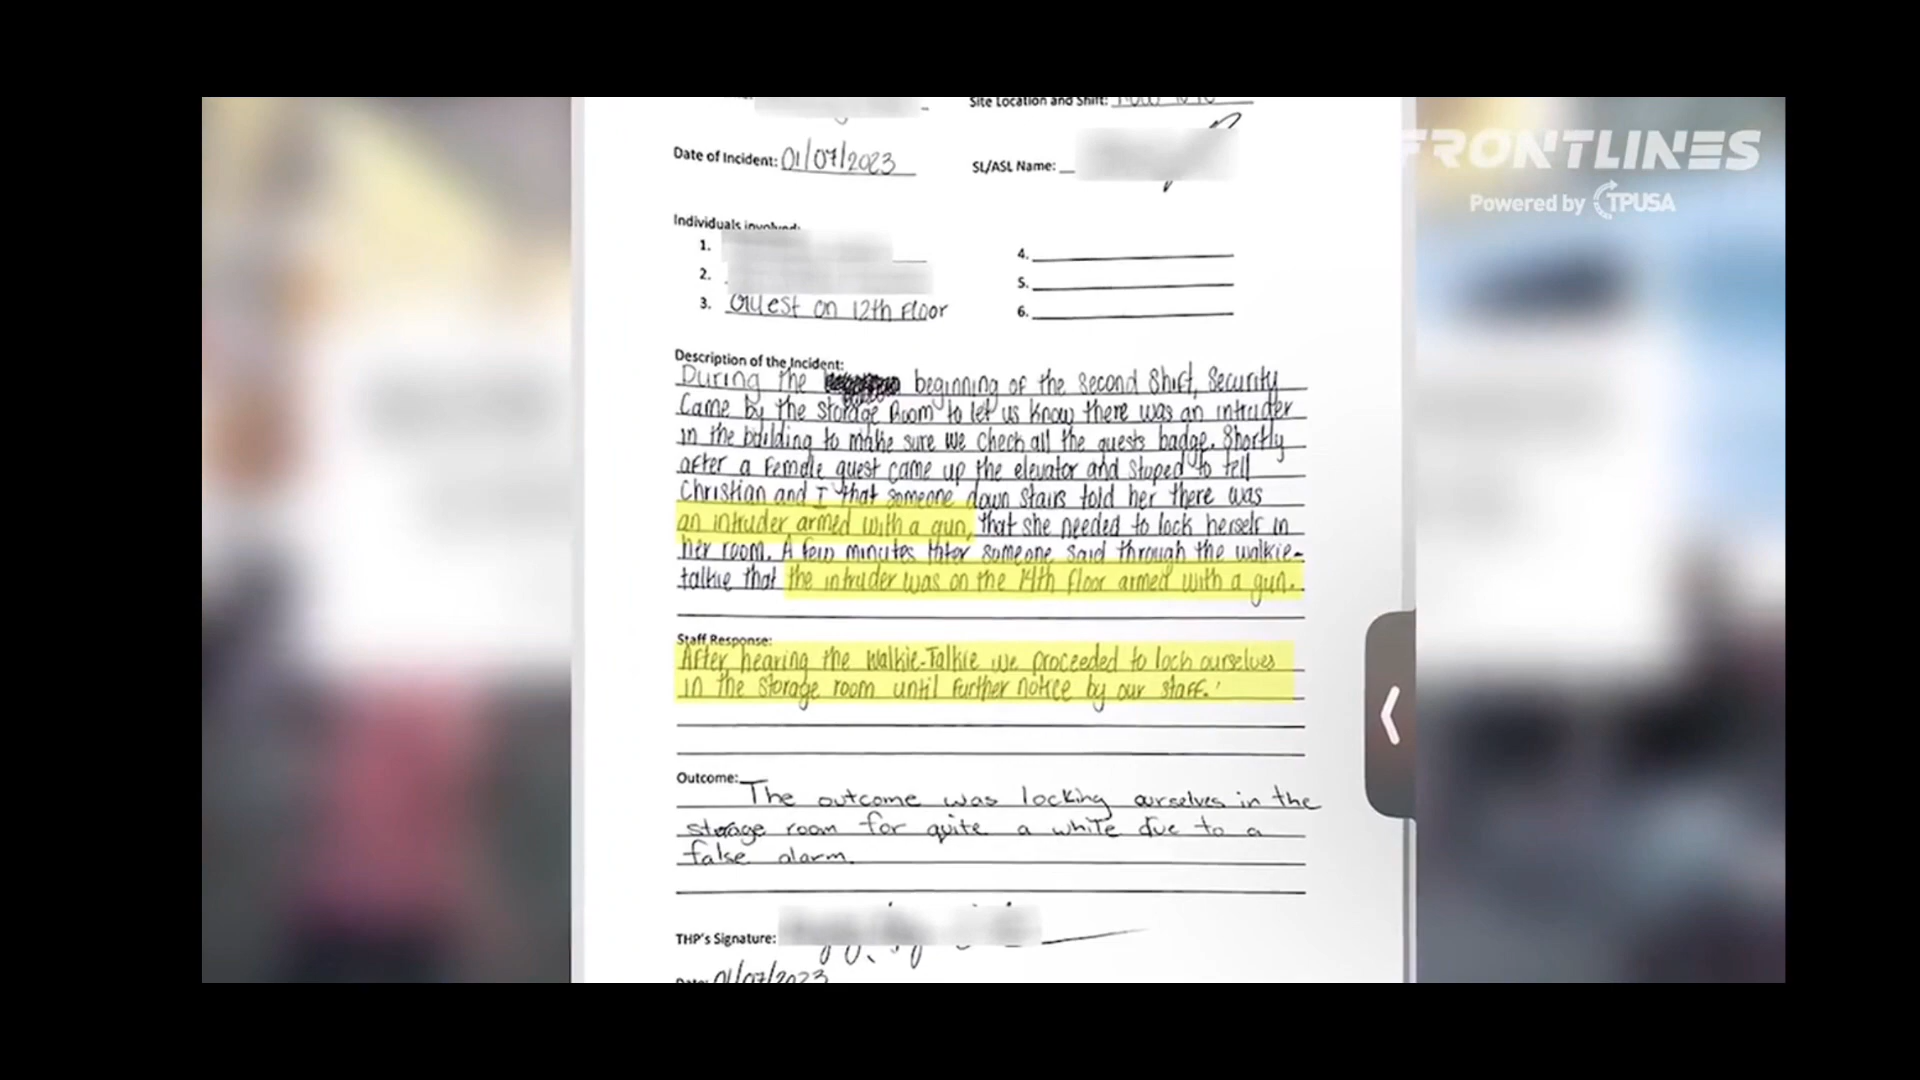 Site Location and Shift:
FRONTLINES
Powered by TPUSA
Date of Incident: 01/07/2023
SL/ASL Name:
Individuals involved:
1.
2.
3. Guest on 12th Floor
4.
5.
6.
Description of the Incident:
During the beginning of the second shift, Security
Came by the storage Room to let us know there was an intruder
in the building to make sure we check all the guests badge. Shortly
after a Female guest came up the elevator and stoped to tell
Christian and I that someone down stairs told her there was
an intruder armed with a gun, that she needed to lock herself in
her room. A few minutes later someone said through the walkie-
talkie that the intruder was on the 14th floor armed with a gun.
Staff Response:
After hearing the Walkie-Talkie we proceeded to lock ourselves
in the storage room until further notice by our staff.
Outcome: The outcome was locking ourselves in the
storage room for quite a while due to a
false alarm.
THP's Signature:
Date: 01/07/2023